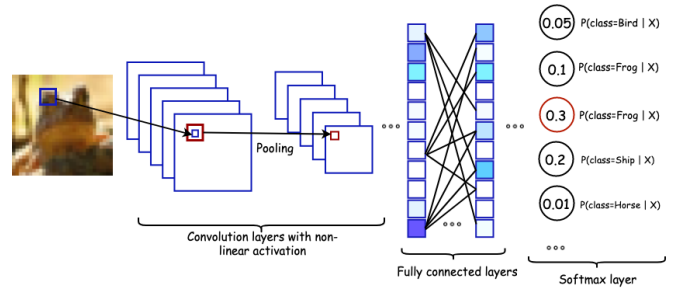 0.05 P(class=Bird | X)
0.1 P(class=Frog | X)
0.3 P(class=Frog | X)
0.2 P(class=Ship | X)
0.01 P(class=Horse | X)
Pooling
Convolution layers with non-
linear activation
Fully connected layers
Softmax layer